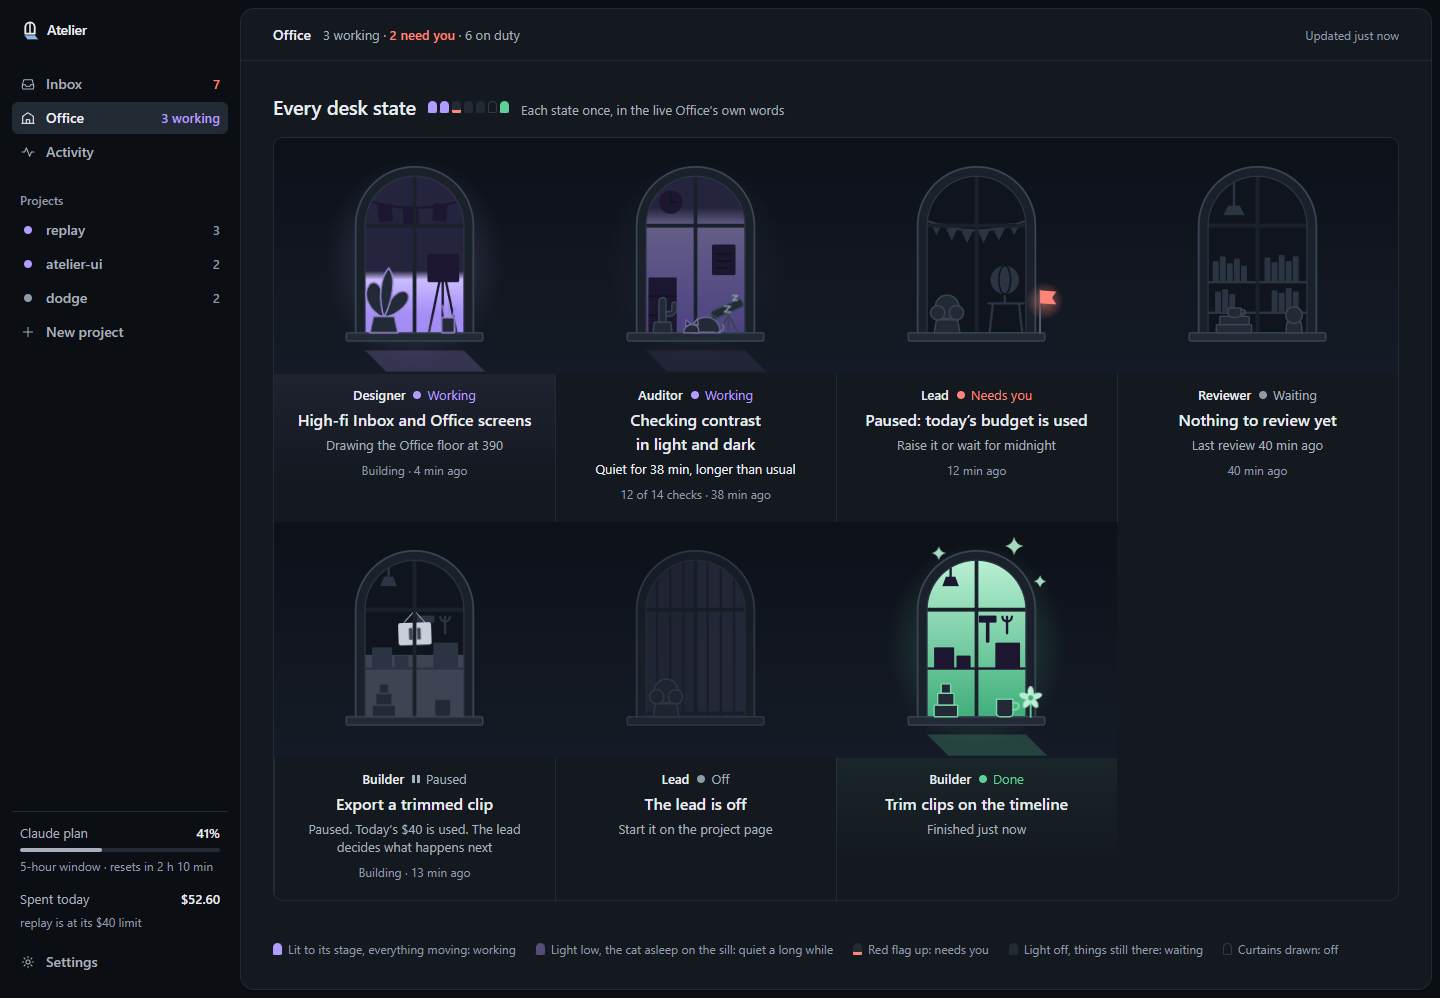 Atelier
Inbox 7
Office 3 working
Activity
Projects
replay 3
atelier-ui 2
dodge 2
New project
Claude plan 41%
5-hour window · resets in 2 h 10 min
Spent today $52.60
replay is at its $40 limit
Settings
Office 3 working · 2 need you · 6 on duty
Updated just now
Every desk state
Each state once, in the live Office's own words
z
z
Designer Working
High-fi Inbox and Office screens
Drawing the Office floor at 390
Building · 4 min ago
Auditor Working
Checking contrast
in light and dark
Quiet for 38 min, longer than usual
12 of 14 checks · 38 min ago
Lead Needs you
Paused: today’s budget is used
Raise it or wait for midnight
12 min ago
Reviewer Waiting
Nothing to review yet
Last review 40 min ago
40 min ago
Builder Paused
Export a trimmed clip
Paused. Today’s $40 is used. The lead
decides what happens next
Building · 13 min ago
Lead Off
The lead is off
Start it on the project page
Builder Done
Trim clips on the timeline
Finished just now
Lit to its stage, everything moving: working
Light low, the cat asleep on the sill: quiet a long while
Red flag up: needs you
Light off, things still there: waiting
Curtains drawn: off